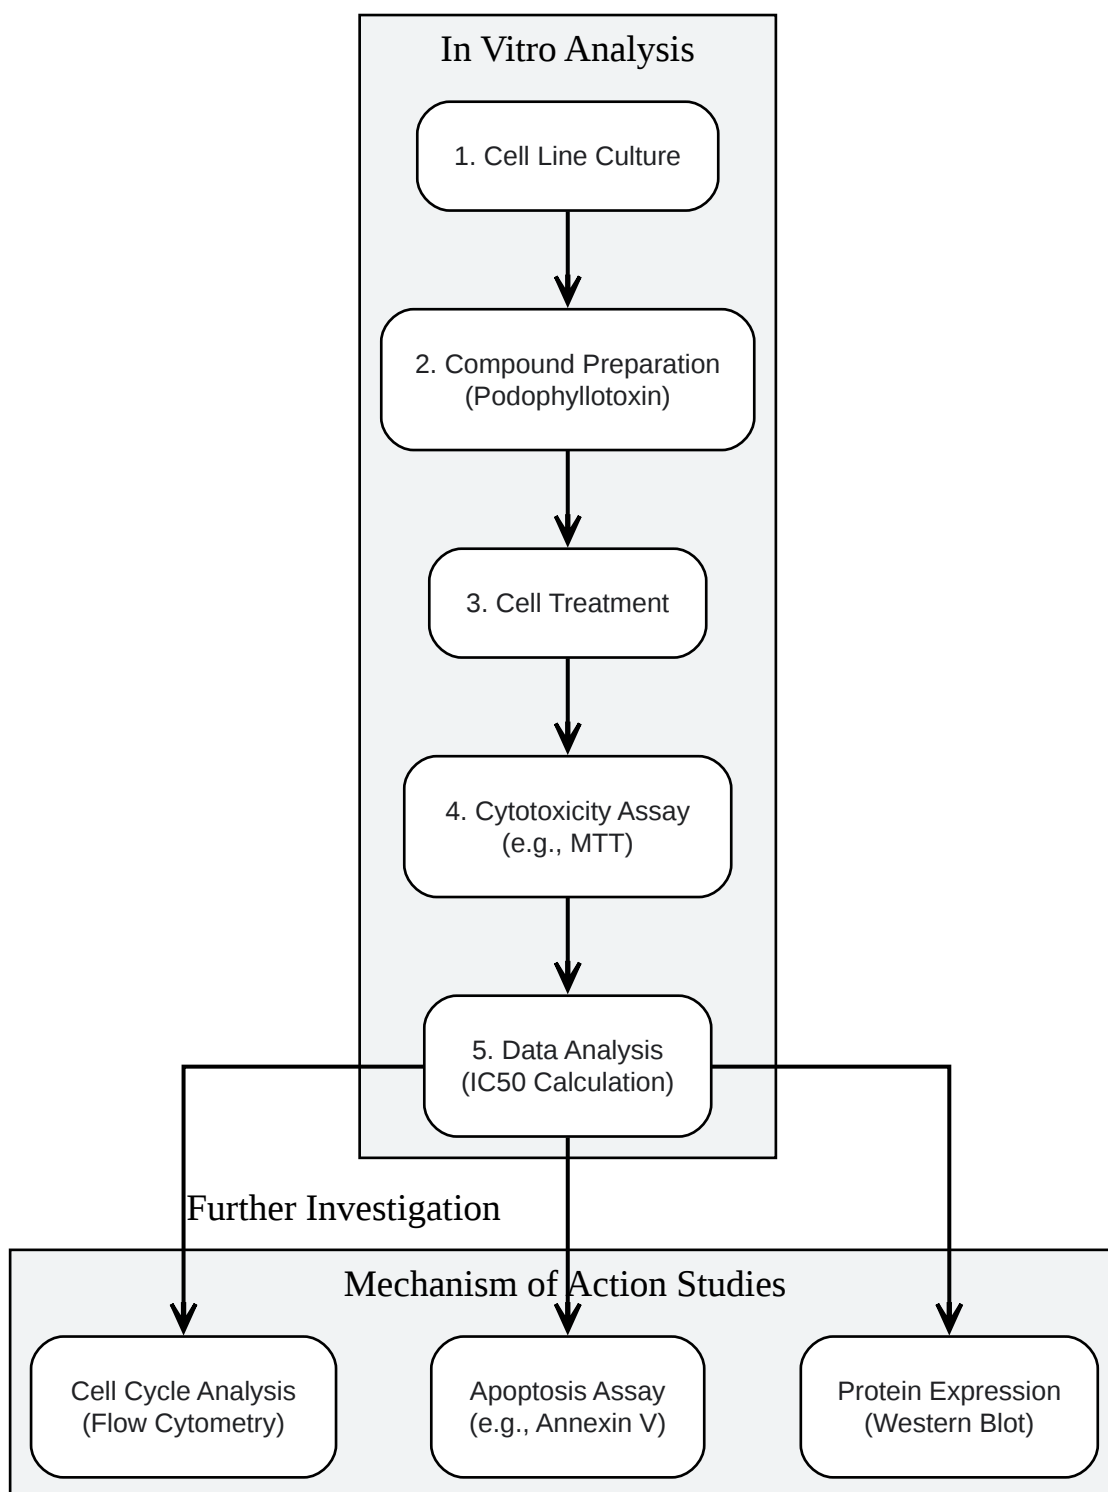 In Vitro Analysis
1. Cell Line Culture
2. Compound Preparation
(Podophyllotoxin)
3. Cell Treatment
4. Cytotoxicity Assay
(e.g., MTT)
5. Data Analysis
(IC50 Calculation)
Further Investigation
Mechanism of Action Studies
Cell Cycle Analysis
(Flow Cytometry)
Apoptosis Assay
(e.g., Annexin V)
Protein Expression
(Western Blot)